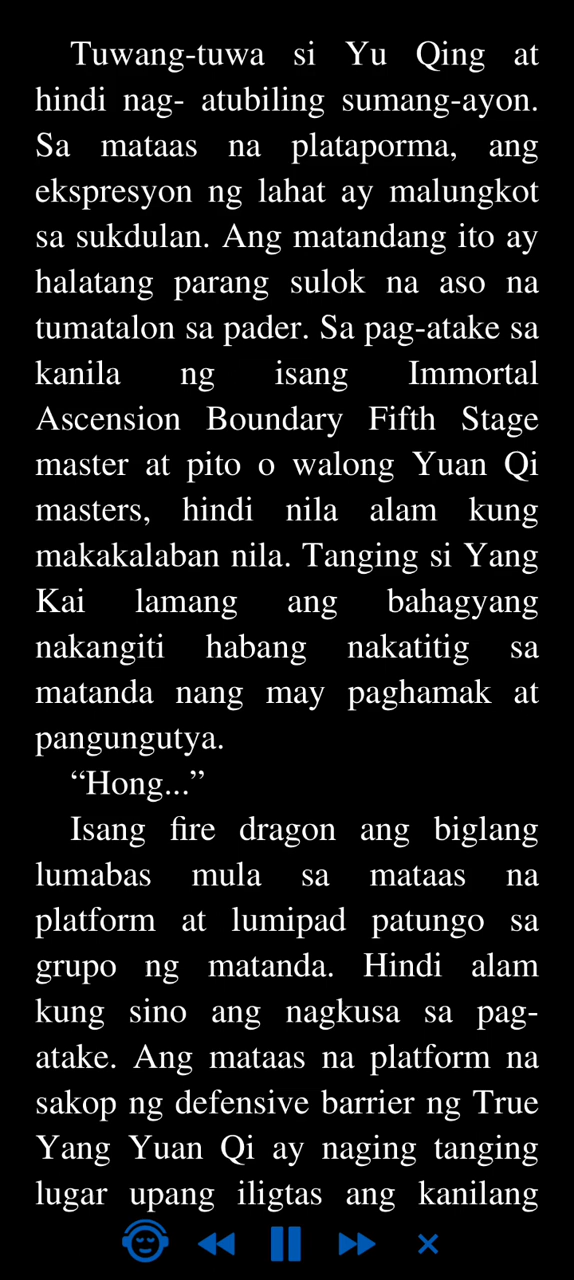 Tuwang-tuwa si Yu Qing at
hindi nag- atubiling sumang-ayon.
Sa mataas na plataporma, ang
ekspresyon ng lahat ay malungkot
sa sukdulan. Ang matandang ito ay
halatang parang sulok na aso na
tumatalon sa pader. Sa pag-atake sa
kanila ng isang Immortal
Ascension Boundary Fifth Stage
master at pito o walong Yuan Qi
masters, hindi nila alam kung
makakalaban nila. Tanging si Yang
Kai lamang ang bahagyang
nakangiti habang nakatitig sa
matanda nang may paghamak at
pangungutya.
“Hong...”
Isang fire dragon ang biglang
lumabas mula sa mataas na
platform at lumipad patungo sa
grupo ng matanda. Hindi alam
kung sino ang nagkusa sa pag-
atake. Ang mataas na platform na
sakop ng defensive barrier ng True
Yang Yuan Qi ay naging tanging
lugar upang iligtas ang kanilang